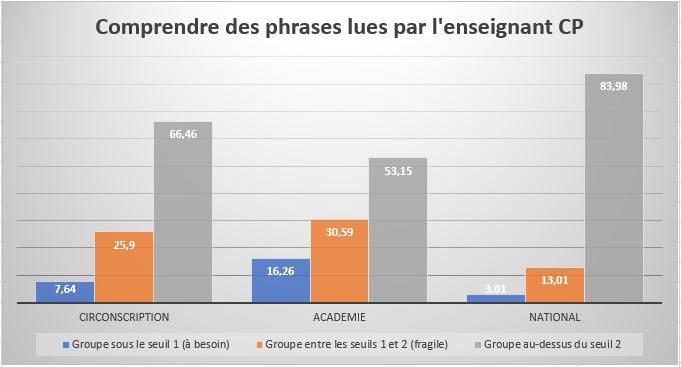 Comprendre des phrases lues par l'enseignant CP
66,46
83,98
53,15
25,9
30,59
7,64
16,26
3,01
13,01
CIRCONSCRIPTION
ACADEMIE
NATIONAL
Groupe sous le seuil 1 (à besoin)
Groupe entre les seuils 1 et 2 (fragile)
Groupe au-dessus du seuil 2